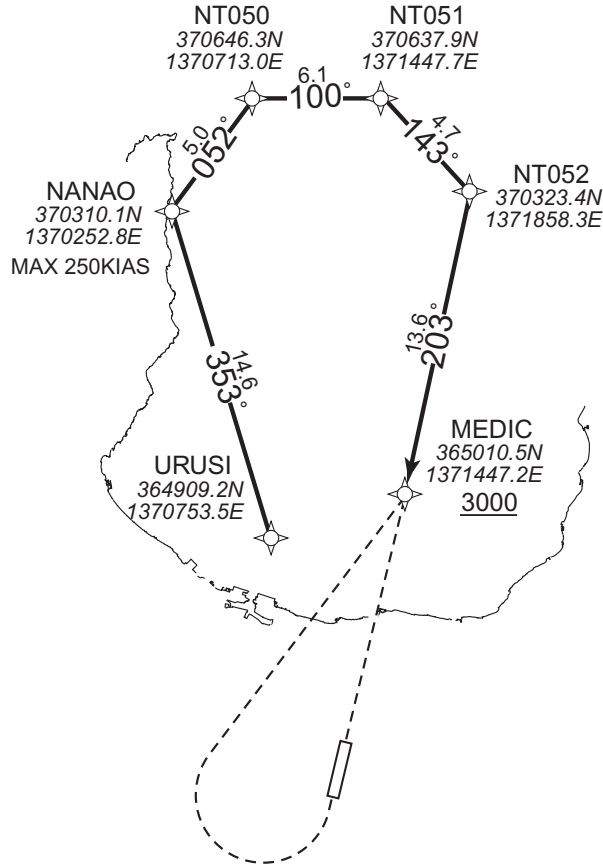 NT050
370646.3N
1370713.0E
NT051
370637.9N
1371447.7E
6.1
100°
5.0
052°
4.7
143°
NANAO
370310.1N
1370252.8E
MAX 250KIAS
NT052
370323.4N
1371858.3E
14.6
353°
13.6
203°
MEDIC
365010.5N
1371447.2E
3000
URUSI
364909.2N
1370753.5E